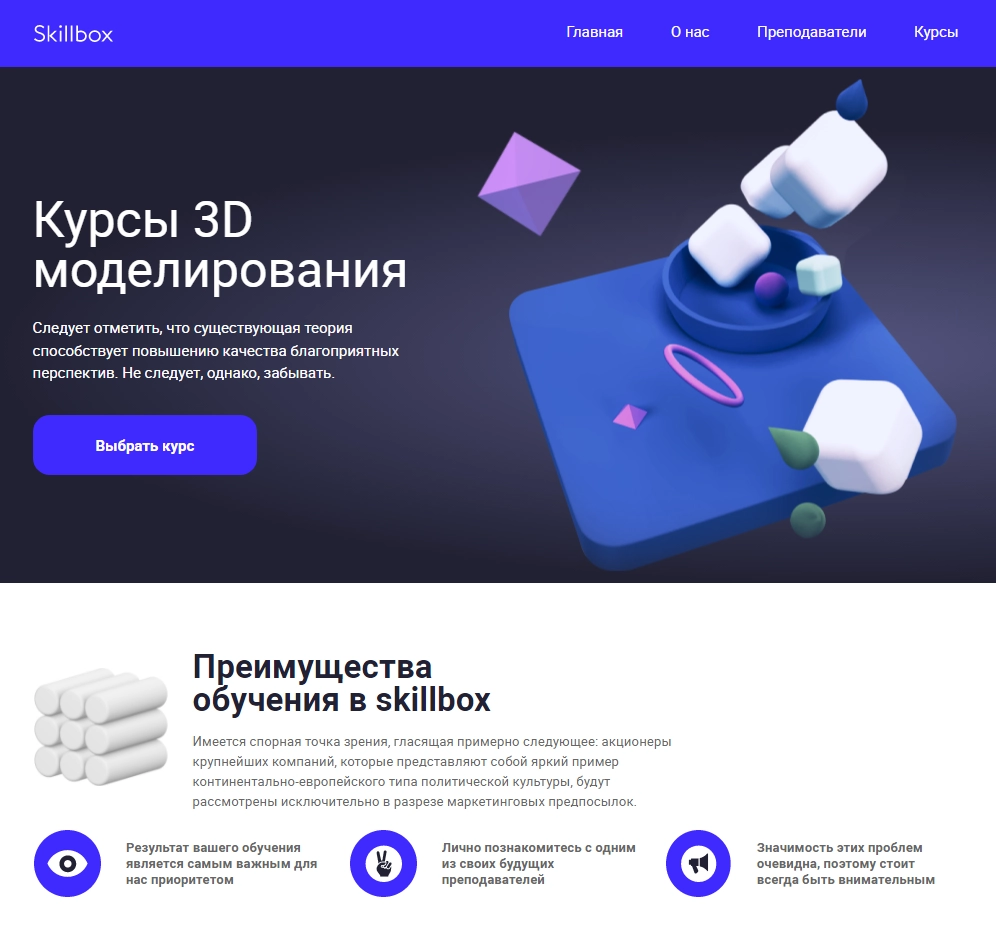 Skillbox
Главная О нас Преподаватели Курсы
Курсы 3D
моделирования
Следует отметить, что существующая теория
способствует повышению качества благоприятных
перспектив. Не следует, однако, забывать.
Выбрать курс
Преимущества
обучения в skillbox
Имеется спорная точка зрения, гласящая примерно следующее: акционеры
крупнейших компаний, которые представляют собой яркий пример
континентально-европейского типа политической культуры, будут
рассмотрены исключительно в разрезе маркетинговых предпосылок.
Результат вашего обучения
является самым важным для
нас приоритетом
Лично познакомитесь с одним
из своих будущих
преподавателей
Значимость этих проблем
очевидна, поэтому стоит
всегда быть внимательным